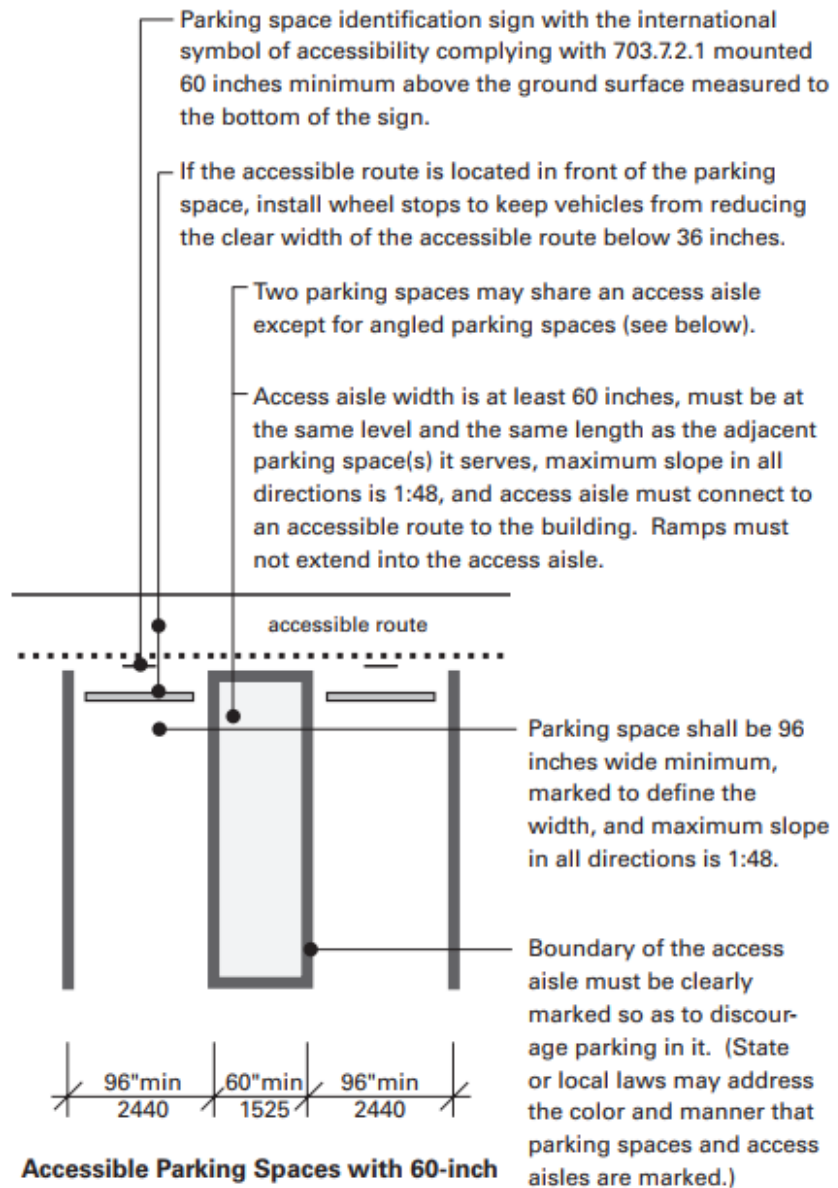 Parking space identification sign with the international
symbol of accessibility complying with 703.7.2.1 mounted
60 inches minimum above the ground surface measured to
the bottom of the sign.
If the accessible route is located in front of the parking
space, install wheel stops to keep vehicles from reducing
the clear width of the accessible route below 36 inches.
Two parking spaces may share an access aisle
except for angled parking spaces (see below).
Access aisle width is at least 60 inches, must be at
the same level and the same length as the adjacent
parking space(s) it serves, maximum slope in all
directions is 1:48, and access aisle must connect to
an accessible route to the building. Ramps must
not extend into the access aisle.
accessible route
Parking space shall be 96
inches wide minimum,
marked to define the
width, and maximum slope
in all directions is 1:48.
Boundary of the access
aisle must be clearly
marked so as to discour-
age parking in it. (State
or local laws may address
the color and manner that
parking spaces and access
aisles are marked.)
96"min 60"min 96"min
2440 1525 2440
Accessible Parking Spaces with 60-inch